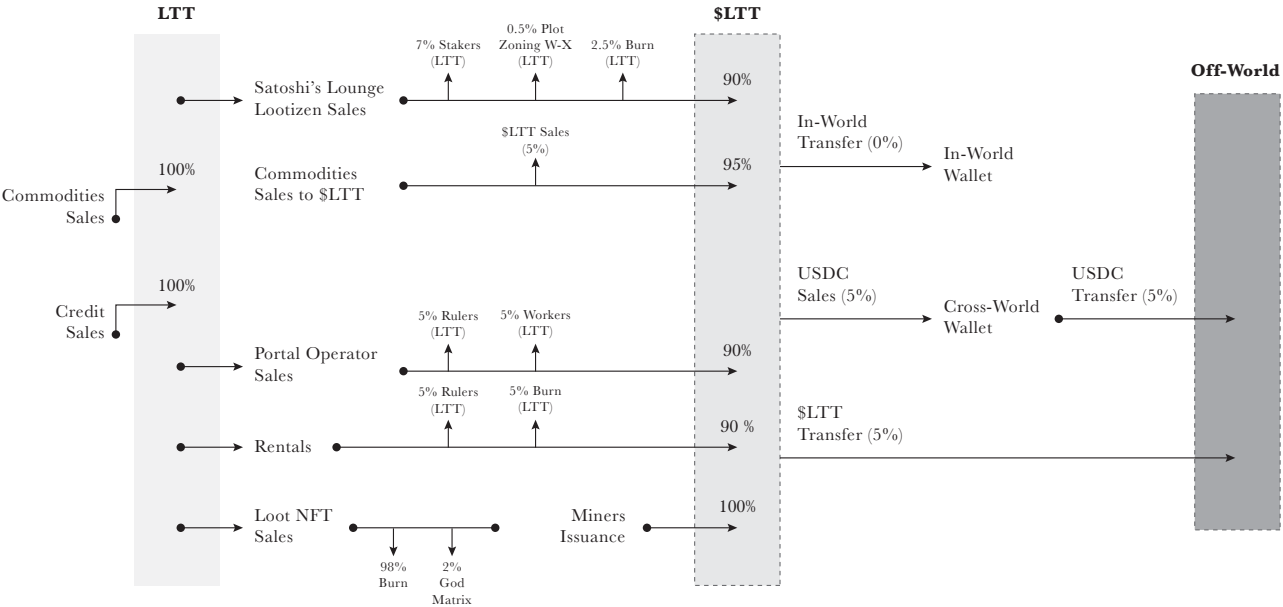 LTT
$LTT
Off-World
7% Stakers
(LTT)
0.5% Plot
Zoning W-X
(LTT)
2.5% Burn
(LTT)
Satoshi's Lounge
Lootizen Sales
90%
$LTT Sales
(5%)
Commodities
Sales to $LTT
95%
100%
Commodities
Sales
In-World
Transfer (0%)
In-World
Wallet
100%
Credit
Sales
USDC
Sales (5%)
Cross-World
Wallet
USDC
Transfer (5%)
5% Rulers
(LTT)
5% Workers
(LTT)
Portal Operator
Sales
90%
5% Rulers
(LTT)
5% Burn
(LTT)
Rentals
90 %
$LTT
Transfer (5%)
Loot NFT
Sales
98%
Burn
2%
God
Matrix
Miners
Issuance
100%